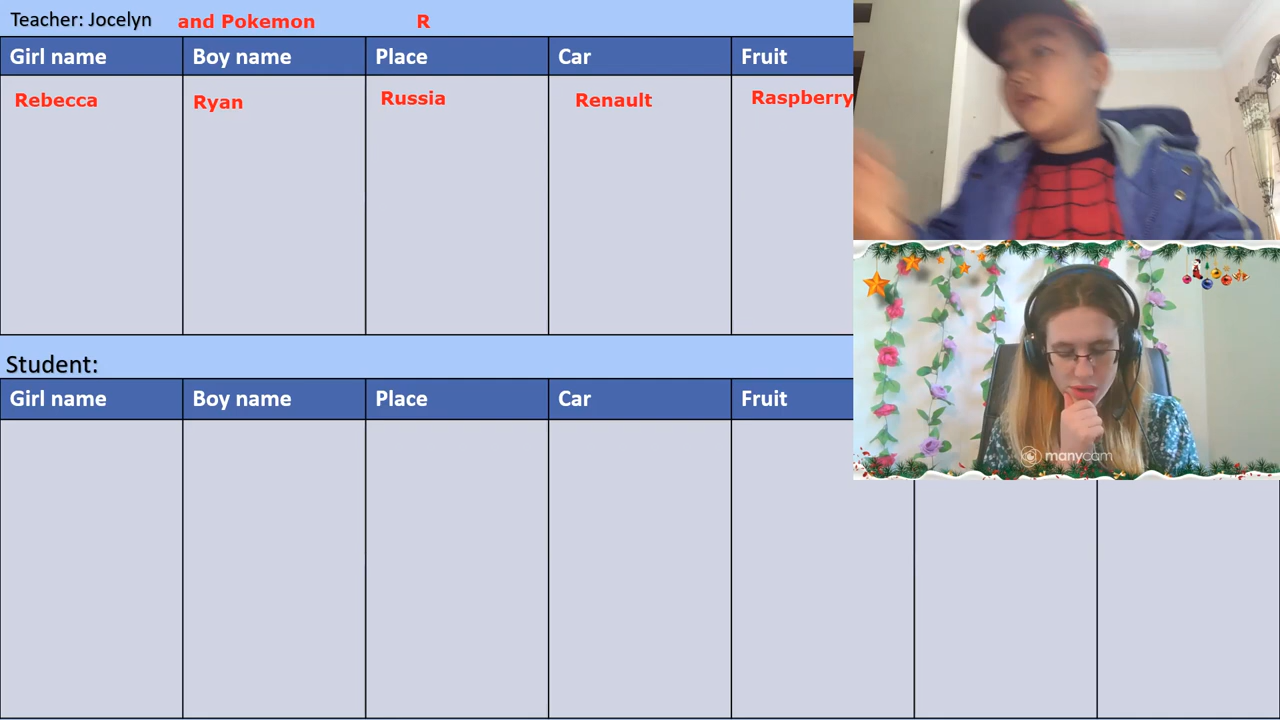 Teacher: Jocelyn and Pokemon R
Girl name Boy name Place Car Fruit
Rebecca Ryan Russia Renault Raspberry
Student:
Girl name Boy name Place Car Fruit
manycam